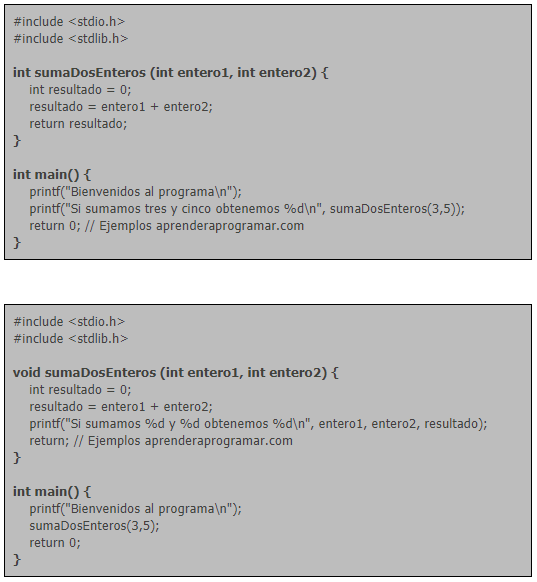 #include <stdio.h>
#include <stdlib.h>
int sumaDosEnteros (int entero1, int entero2) {
int resultado = 0;
resultado = entero1 + entero2;
return resultado;
}
int main() {
printf("Bienvenidos al programa\n");
printf("Si sumamos tres y cinco obtenemos %d\n", sumaDosEnteros(3,5));
return 0; // Ejemplos aprenderaprogramar.com
}
#include <stdio.h>
#include <stdlib.h>
void sumaDosEnteros (int entero1, int entero2) {
int resultado = 0;
resultado = entero1 + entero2;
printf("Si sumamos %d y %d obtenemos %d\n", entero1, entero2, resultado);
return; // Ejemplos aprenderaprogramar.com
}
int main() {
printf("Bienvenidos al programa\n");
sumaDosEnteros(3,5);
return 0;
}